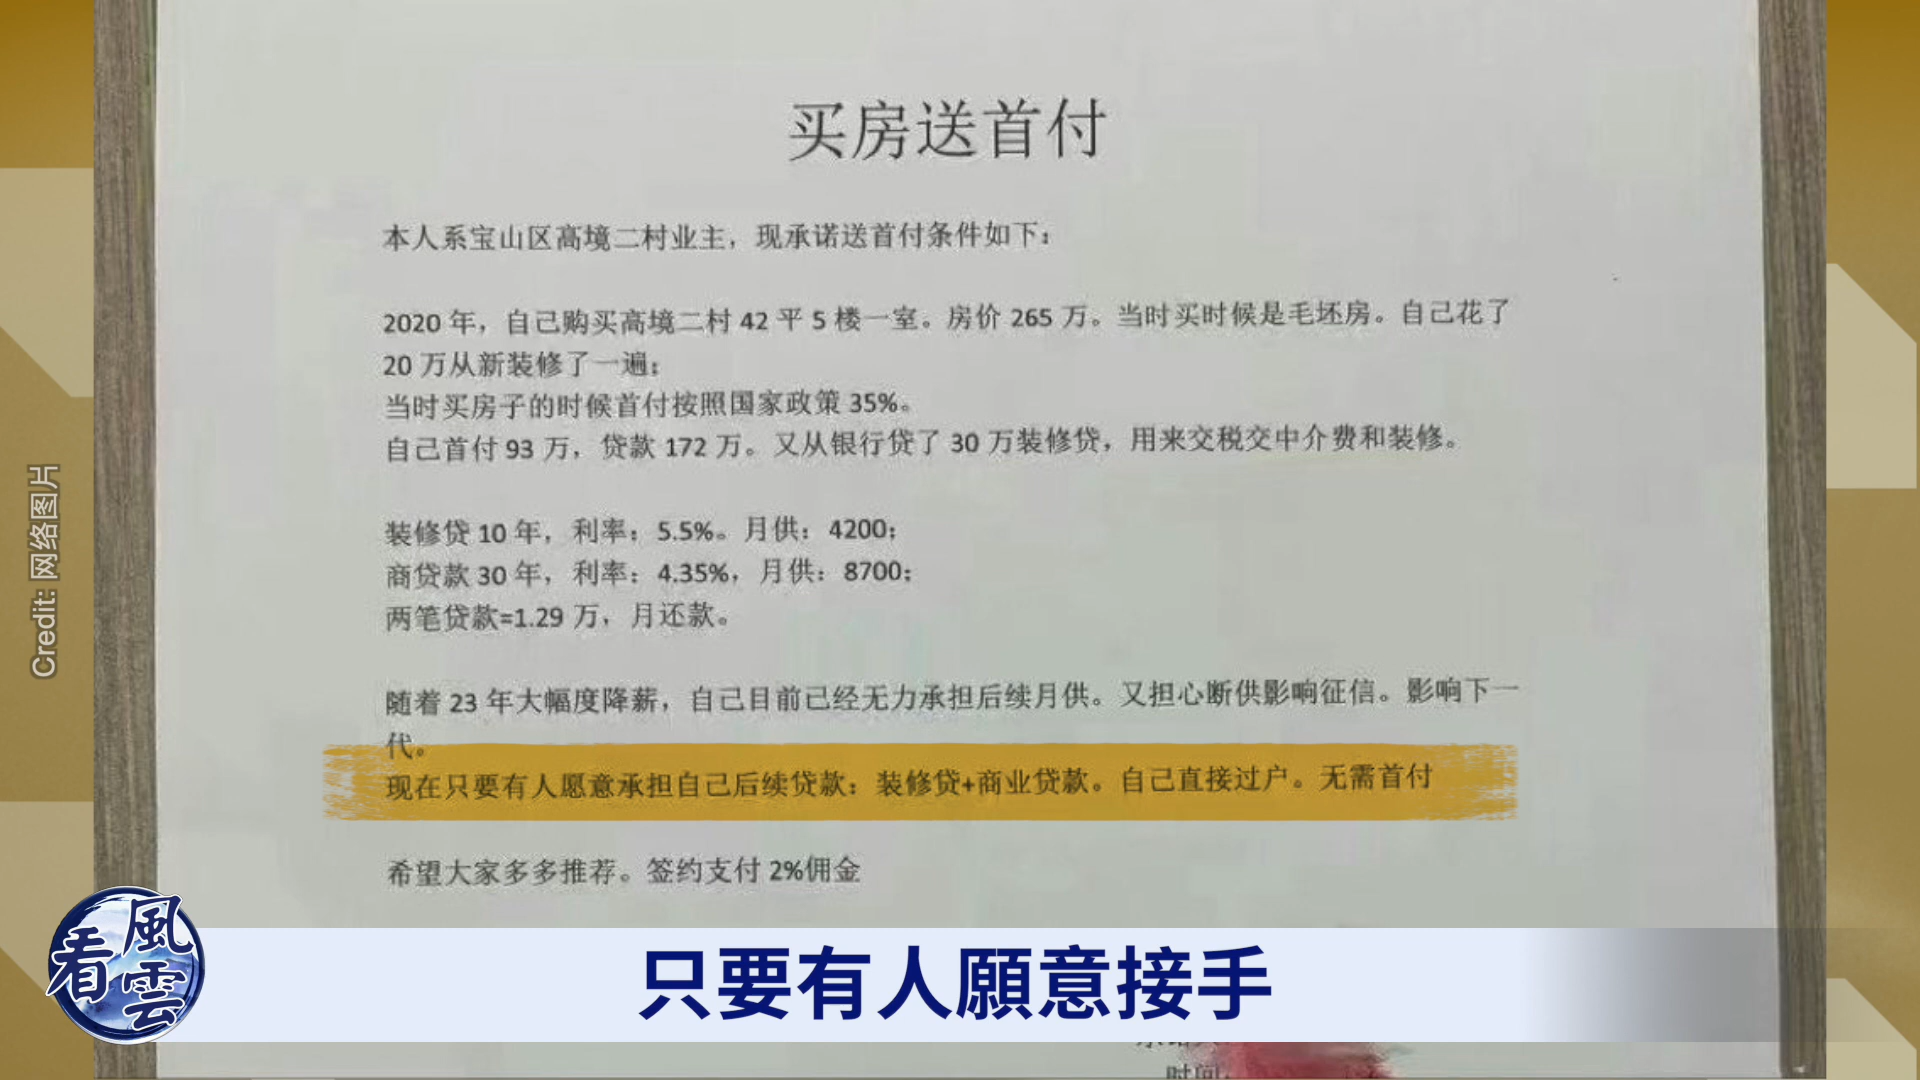 买房送首付
本人系宝山区高境二村业主，现承诺送首付条件如下：
2020 年，自己购买高境二村 42 平 5 楼一室。房价 265 万。当时买时候是毛坯房。自己花了
20 万从新装修了一遍；
当时买房子的时候首付按照国家政策 35%。
自己首付 93 万，贷款 172 万。又从银行贷了 30 万装修贷，用来交税交中介费和装修。
装修贷 10 年，利率：5.5%。月供：4200；
商贷款 30 年，利率：4.35%，月供：8700；
两笔贷款=1.29 万，月还款。
随着 23 年大幅度降薪，自己目前已经无力承担后续月供。又担心断供影响征信。影响下一
代。
现在只要有人愿意承担自己后续贷款：装修贷+商业贷款。自己直接过户。无需首付
希望大家多多推荐。签约支付 2%佣金
Credit: 网络图片
看風雲
只要有人願意接手
时间